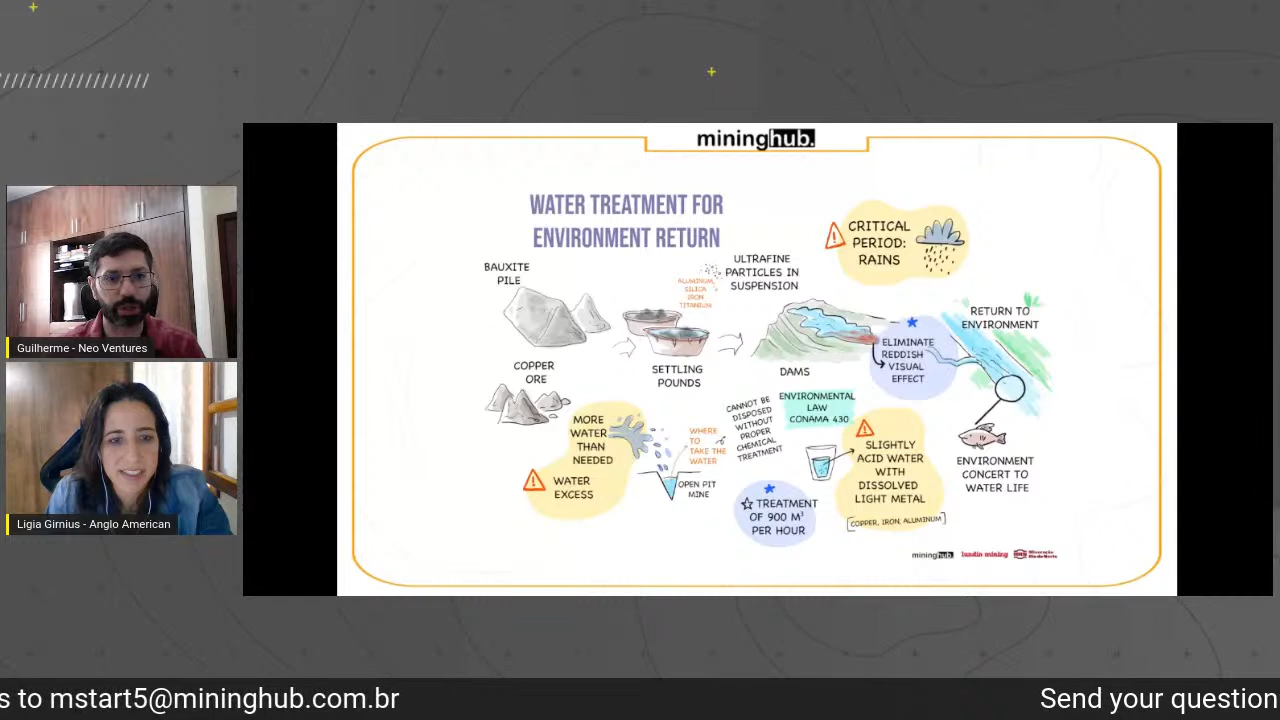 mininghub.
WATER TREATMENT FOR
ENVIRONMENT RETURN
CRITICAL
PERIOD:
RAINS
BAUXITE
PILE
ALUMINUM,
SILICA
IRON
TITANIUM
ULTRAFINE
PARTICLES IN
SUSPENSION
RETURN TO
ENVIRONMENT
ELIMINATE
REDDISH
VISUAL
EFFECT
COPPER
ORE
SETTLING
POUNDS
DAMS
MORE
WATER
THAN
NEEDED
WATER
EXCESS
WHERE
TO
TAKE THE
WATER
OPEN PIT
MINE
CANNOT BE
DISPOSED
WITHOUT
PROPER
CHEMICAL
TREATMENT
ENVIRONMENTAL
LAW
CONAMA 430
TREATMENT
OF 900 M³
PER HOUR
SLIGHTLY
ACID WATER
WITH
DISSOLVED
LIGHT METAL
[COPPER, IRON, ALUMINUM]
ENVIRONMENT
CONCERT TO
WATER LIFE
mininghub.
lundin mining
MRN Mineração
Rio do Norte
Guilherme - Neo Ventures
Ligia Girnius - Anglo American
s to mstart5@mininghub.com.br
Send your question